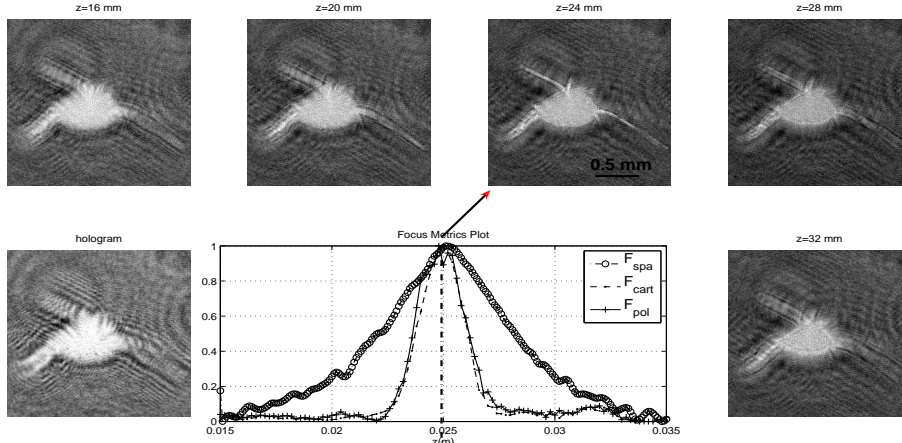 z=16 mm
z=20 mm
z=24 mm
z=28 mm
0.5 mm
hologram
Focus Metrics Plot
z=32 mm
1
0.8
0.6
0.4
0.2
0
F_spa
F_cart
F_pol
0.015
0.02
0.025
0.03
0.035
z(m)